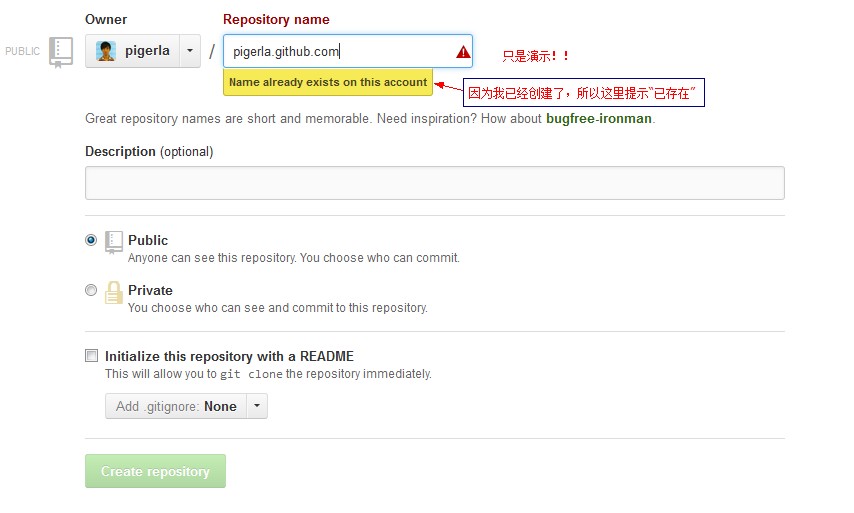 Owner
Repository name
PUBLIC
pigerla / pigerla.github.com
只是演示！！
Name already exists on this account
因为我已经创建了，所以这里提示“已存在”
Great repository names are short and memorable. Need inspiration? How about bugfree-ironman.
Description (optional)
Public
Anyone can see this repository. You choose who can commit.
Private
You choose who can see and commit to this repository.
Initialize this repository with a README
This will allow you to git clone the repository immediately.
Add .gitignore: None
Create repository